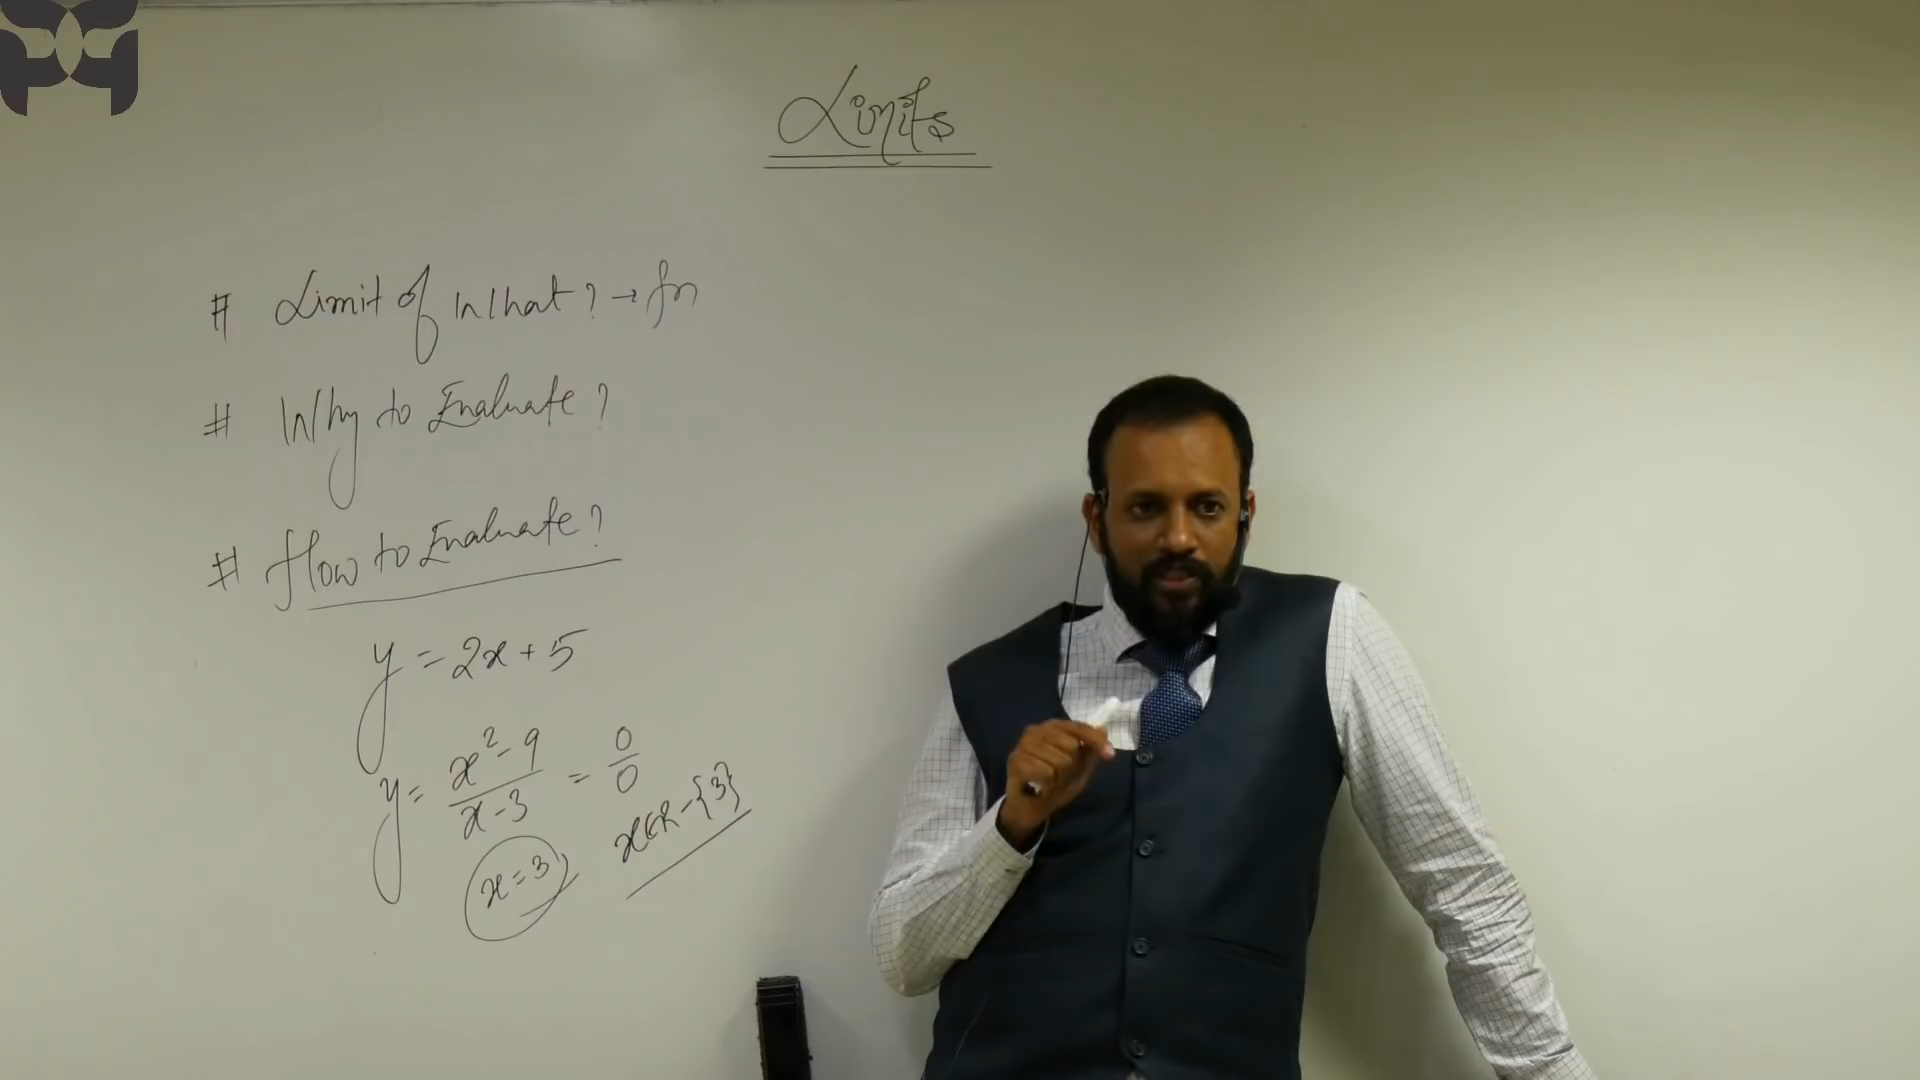 Limits
# Limit of What? → fn
# Why to Evaluate?
# How to Evaluate?
y = 2x + 5
y = x² - 9 / x - 3 = 0/0
x = 3, x ∈ R - {3}